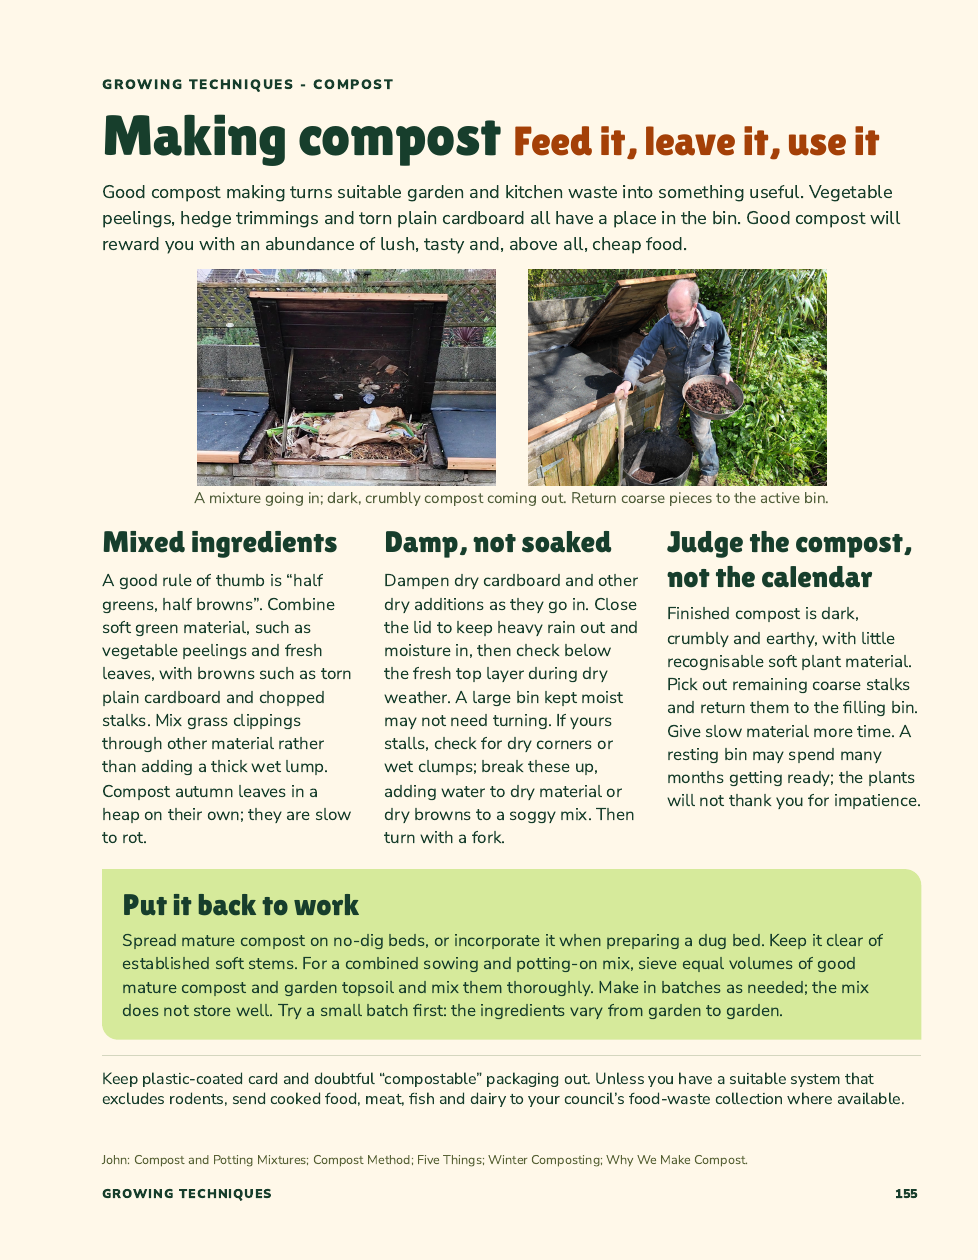 GROWING TECHNIQUES - COMPOST
Making compost Feed it, leave it, use it
Good compost making turns suitable garden and kitchen waste into something useful. Vegetable
peelings, hedge trimmings and torn plain cardboard all have a place in the bin. Good compost will
reward you with an abundance of lush, tasty and, above all, cheap food.
A mixture going in; dark, crumbly compost coming out. Return coarse pieces to the active bin.
Mixed ingredients
A good rule of thumb is “half
greens, half browns”. Combine
soft green material, such as
vegetable peelings and fresh
leaves, with browns such as torn
plain cardboard and chopped
stalks. Mix grass clippings
through other material rather
than adding a thick wet lump.
Compost autumn leaves in a
heap on their own; they are slow
to rot.
Damp, not soaked
Dampen dry cardboard and other
dry additions as they go in. Close
the lid to keep heavy rain out and
moisture in, then check below
the fresh top layer during dry
weather. A large bin kept moist
may not need turning. If yours
stalls, check for dry corners or
wet clumps; break these up,
adding water to dry material or
dry browns to a soggy mix. Then
turn with a fork.
Judge the compost,
not the calendar
Finished compost is dark,
crumbly and earthy, with little
recognisable soft plant material.
Pick out remaining coarse stalks
and return them to the filling bin.
Give slow material more time. A
resting bin may spend many
months getting ready; the plants
will not thank you for impatience.
Put it back to work
Spread mature compost on no-dig beds, or incorporate it when preparing a dug bed. Keep it clear of
established soft stems. For a combined sowing and potting-on mix, sieve equal volumes of good
mature compost and garden topsoil and mix them thoroughly. Make in batches as needed; the mix
does not store well. Try a small batch first: the ingredients vary from garden to garden.
Keep plastic-coated card and doubtful “compostable” packaging out. Unless you have a suitable system that
excludes rodents, send cooked food, meat, fish and dairy to your council’s food-waste collection where available.
John: Compost and Potting Mixtures; Compost Method; Five Things; Winter Composting; Why We Make Compost.
GROWING TECHNIQUES
155